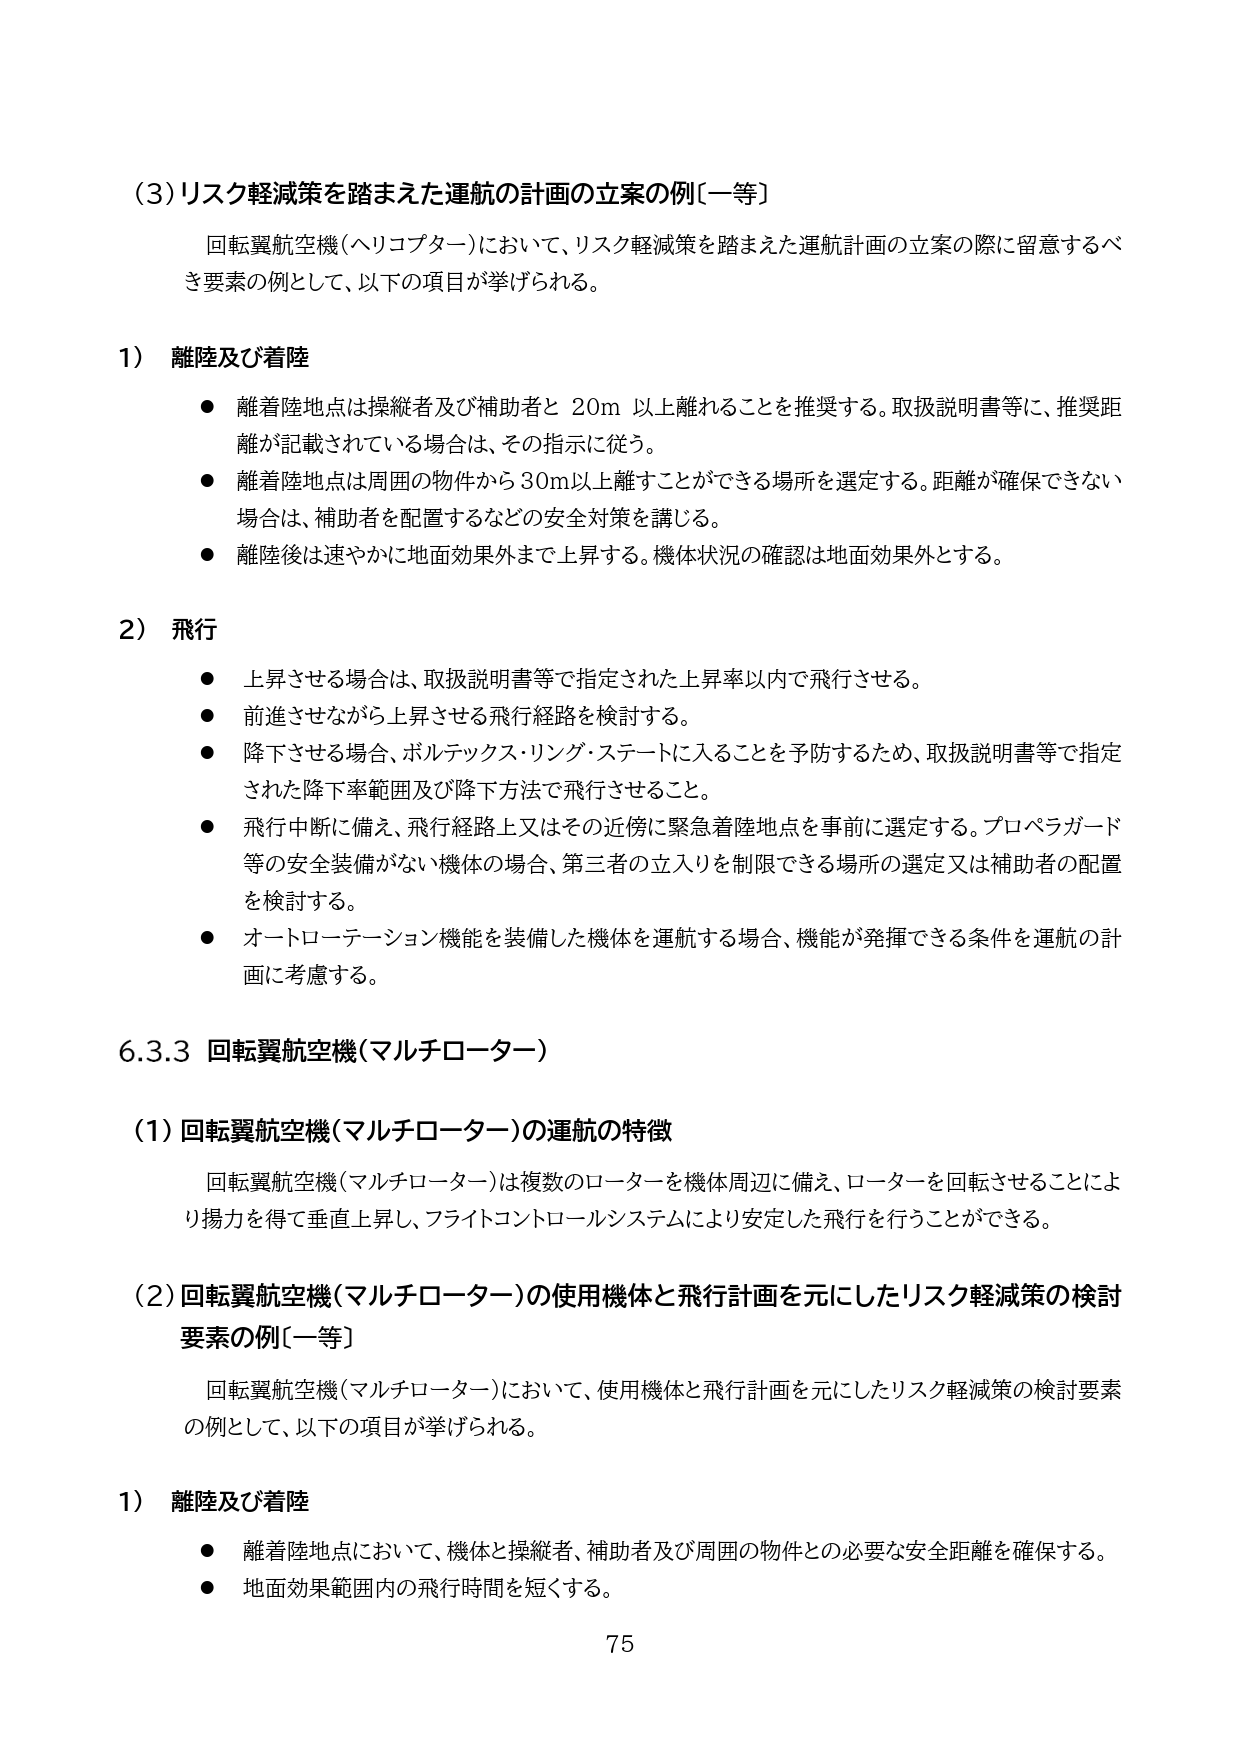 （3）リスク軽減策を踏まえた運航の計画の立案の例〔一等〕
回転翼航空機（ヘリコプター）において、リスク軽減策を踏まえた運航計画の立案の際に留意するべ
き要素の例として、以下の項目が挙げられる。
1） 離陸及び着陸
● 離着陸地点は操縦者及び補助者と 20m 以上離れることを推奨する。取扱説明書等に、推奨距
離が記載されている場合は、その指示に従う。
● 離着陸地点は周囲の物件から30m以上離すことができる場所を選定する。距離が確保できない
場合は、補助者を配置するなどの安全対策を講じる。
● 離陸後は速やかに地面効果外まで上昇する。機体状況の確認は地面効果外とする。
2） 飛行
● 上昇させる場合は、取扱説明書等で指定された上昇率以内で飛行させる。
● 前進させながら上昇させる飛行経路を検討する。
● 降下させる場合、ボルテックス・リング・ステートに入ることを予防するため、取扱説明書等で指定
された降下率範囲及び降下方法で飛行させること。
● 飛行中断に備え、飛行経路上又はその近傍に緊急着陸地点を事前に選定する。プロペラガード
等の安全装備がない機体の場合、第三者の立入りを制限できる場所の選定又は補助者の配置
を検討する。
● オートローテーション機能を装備した機体を運航する場合、機能が発揮できる条件を運航の計
画に考慮する。
6.3.3 回転翼航空機（マルチローター）
（1）回転翼航空機（マルチローター）の運航の特徴
回転翼航空機（マルチローター）は複数のローターを機体周辺に備え、ローターを回転させることによ
り揚力を得て垂直上昇し、フライトコントロールシステムにより安定した飛行を行うことができる。
（2）回転翼航空機（マルチローター）の使用機体と飛行計画を元にしたリスク軽減策の検討
要素の例〔一等〕
回転翼航空機（マルチローター）において、使用機体と飛行計画を元にしたリスク軽減策の検討要素
の例として、以下の項目が挙げられる。
1） 離陸及び着陸
● 離着陸地点において、機体と操縦者、補助者及び周囲の物件との必要な安全距離を確保する。
● 地面効果範囲内の飛行時間を短くする。
75